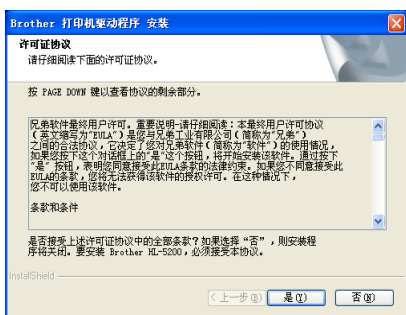 Brother 打印机驱动程序 安装
许可证协议
请仔细阅读下面的许可证协议。
按 PAGE DOWN 键以查看协议的剩余部分。
兄弟软件最终用户许可。重要说明-请仔细阅读：本最终用户许可协议
（英文缩写为"EULA"）是您与兄弟工业有限公司（简称为"兄弟"）
之间的合法协议，它决定了您对兄弟软件（简称为"软件"）的使用情况，
如果您按下这个对话框上的"是"这个按钮，将开始安装该软件。通过按下
"是" 按钮，表明您同意接受此EULA条款的法律约束。如果您不同意接受此
EULA的条款，您将无法获得该软件的授权许可。在这种情况下，
您不可以使用该软件。
条款和条件
是否接受上述许可证协议中的全部条款？如果选择 "否" ，则安装程
序将关闭。要安装 Brother HL-5200，必须接受本协议。
InstallShield
< 上一步(B)
是(Y)
否(N)